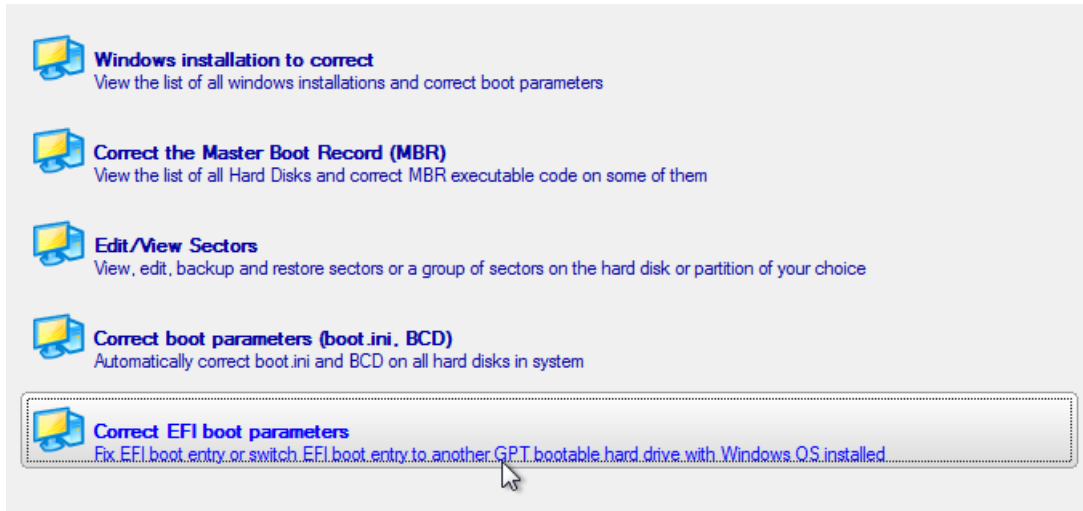 Windows installation to correct
View the list of all windows installations and correct boot parameters
Correct the Master Boot Record (MBR)
View the list of all Hard Disks and correct MBR executable code on some of them
Edit/View Sectors
View, edit, backup and restore sectors or a group of sectors on the hard disk or partition of your choice
Correct boot parameters (boot.ini, BCD)
Automatically correct boot.ini and BCD on all hard disks in system
Correct EFI boot parameters
Fix EFI boot entry or switch EFI boot entry to another GPT bootable hard drive with Windows OS installed